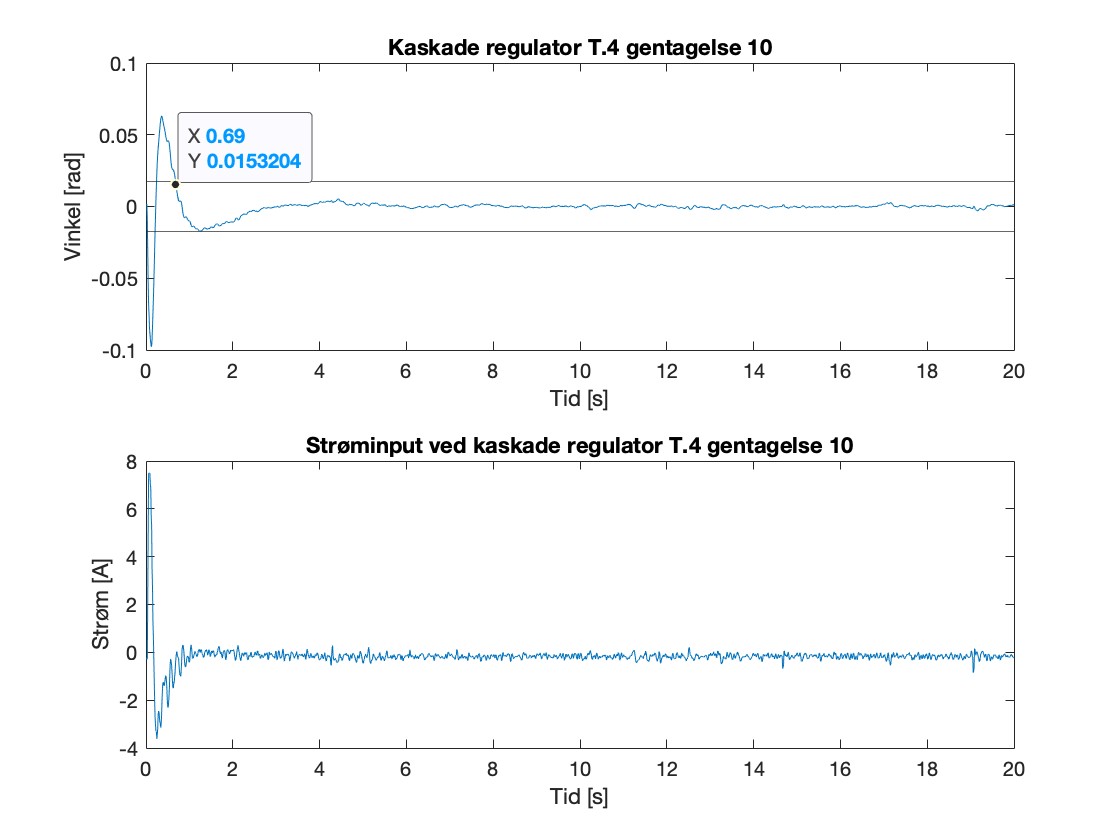 Kaskade regulator T.4 gentagelse 10
0.1
0.05
0
-0.05
-0.1
Vinkel [rad]
X 0.69
Y 0.0153204
0 2 4 6 8 10 12 14 16 18 20
Tid [s]
Strøminput ved kaskade regulator T.4 gentagelse 10
8
6
4
2
0
-2
-4
Strøm [A]
0 2 4 6 8 10 12 14 16 18 20
Tid [s]